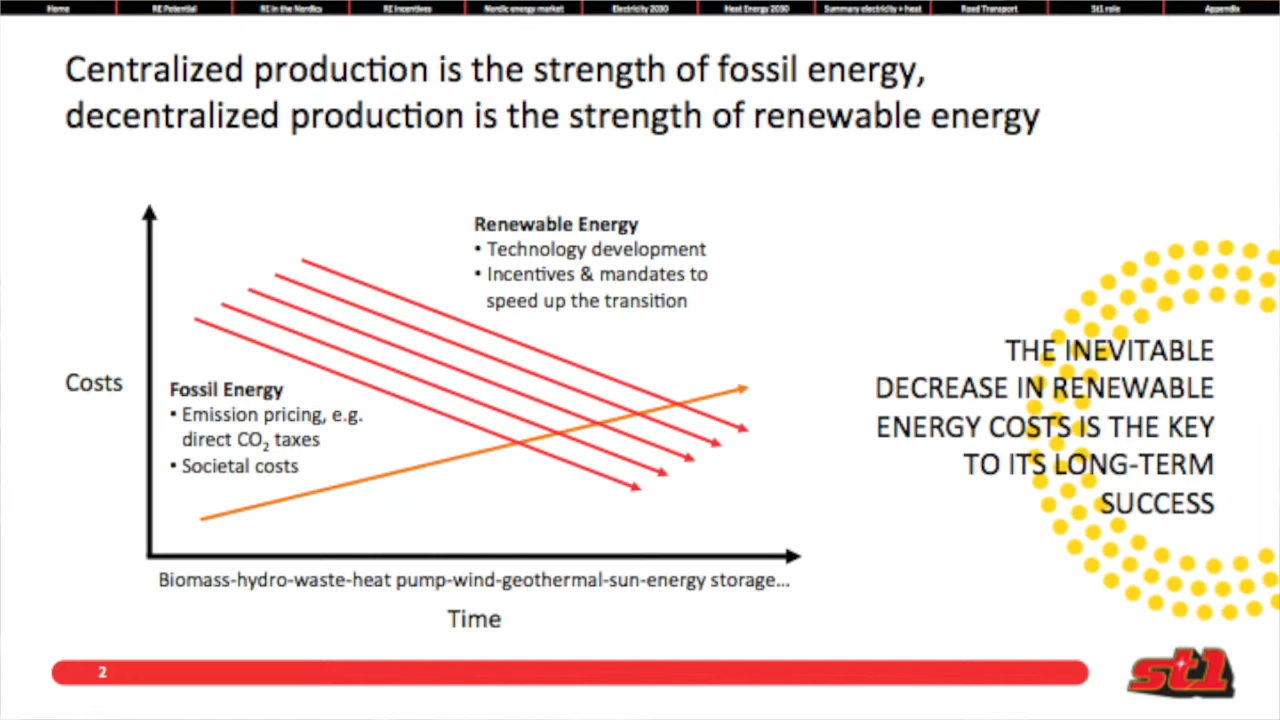 Home RE Potential RE in the Nordics RE Incentives Nordic energy market Electricity 2030 Heat Energy 2030 Summary electricity + heat Road Transport St1 role Appendix
Centralized production is the strength of fossil energy,
decentralized production is the strength of renewable energy
Renewable Energy
• Technology development
• Incentives & mandates to
speed up the transition
Costs
Fossil Energy
• Emission pricing, e.g.
direct CO₂ taxes
• Societal costs
Biomass-hydro-waste-heat pump-wind-geothermal-sun-energy storage...
Time
THE INEVITABLE
DECREASE IN RENEWABLE
ENERGY COSTS IS THE KEY
TO ITS LONG-TERM
SUCCESS
2
st1